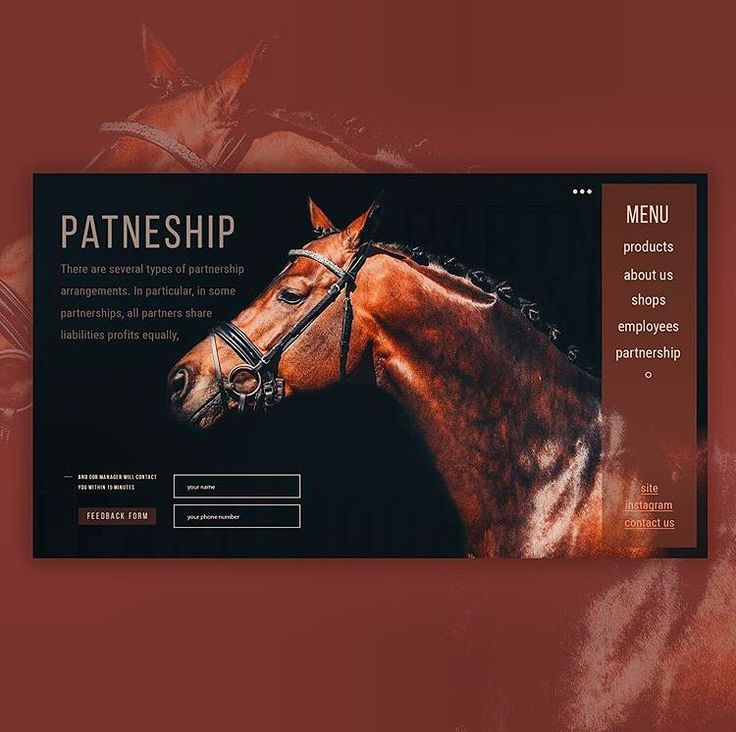 PATNESHIP
There are several types of partnership
arrangements. In particular, in some
partnerships, all partners share
liabilities profits equally,
AND OUR MANAGER WILL CONTACT
YOU WITHIN 15 MINUTES
FEEDBACK FORM
your name
your phone number
MENU
products
about us
shops
employees
partnership
site
instagram
contact us